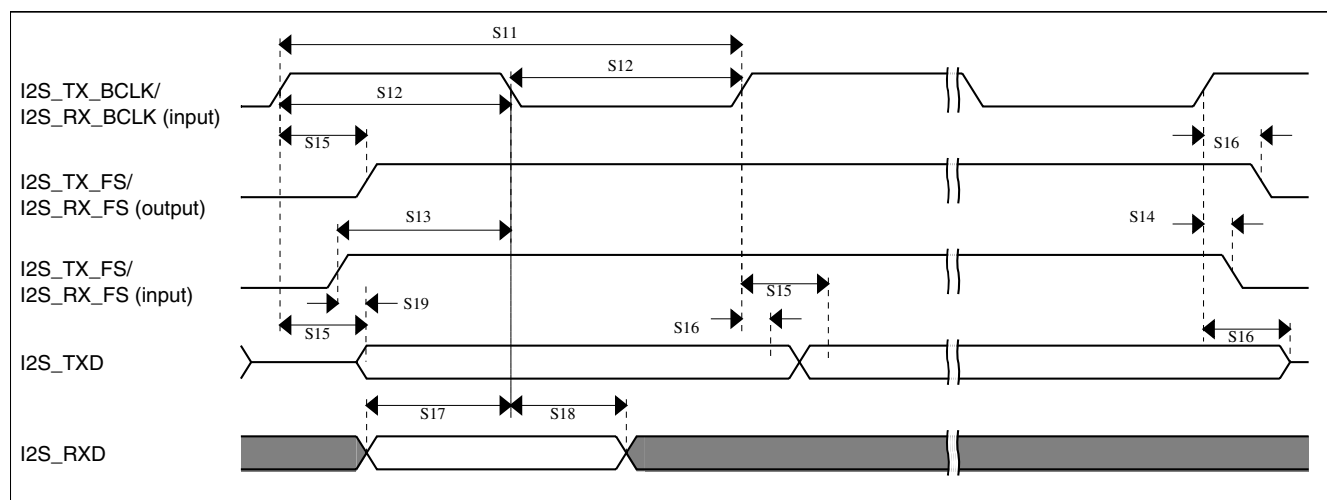 S11
S12
I2S_TX_BCLK/
I2S_RX_BCLK (input)
S12
S15
S16
I2S_TX_FS/
I2S_RX_FS (output)
S13
S14
I2S_TX_FS/
I2S_RX_FS (input)
S15
S19
S15
S16
S16
I2S_TXD
S17
S18
I2S_RXD